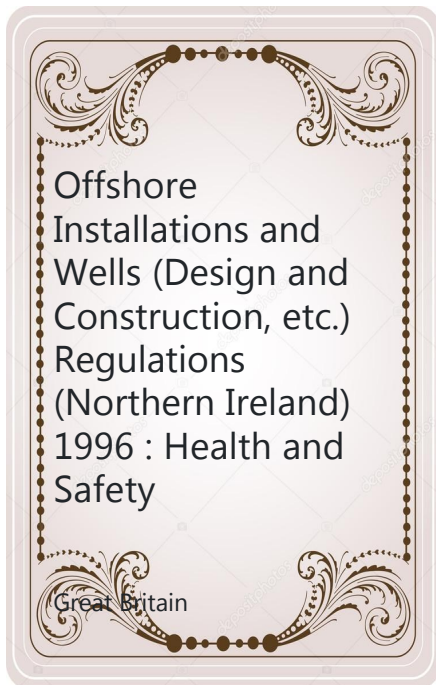 Offshore
Installations and
Wells (Design and
Construction, etc.)
Regulations
(Northern Ireland)
1996 : Health and
Safety
Great Britain